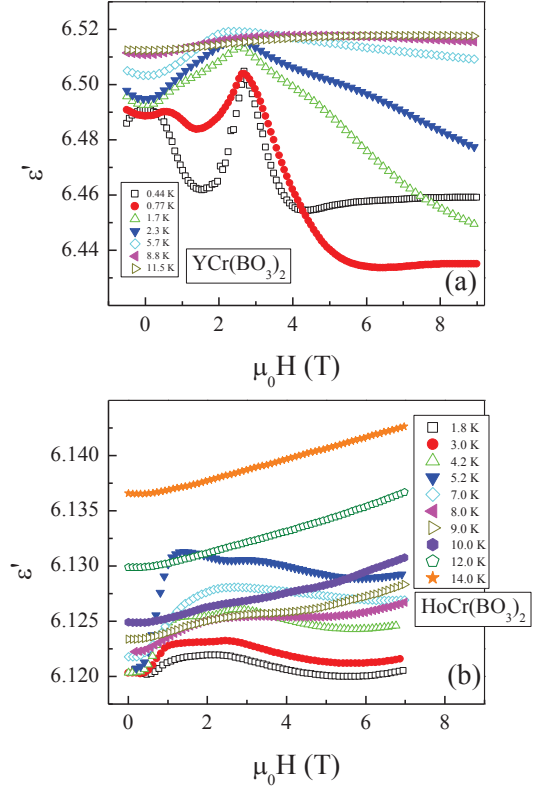 6.52
6.50
6.48
6.46
6.44
ε'
0.44 K
0.77 K
1.7 K
2.3 K
5.7 K
8.8 K
11.5 K
YCr(BO₃)₂
(a)
0 2 4 6 8
μ₀H (T)
6.140
6.135
6.130
6.125
6.120
ε'
1.8 K
3.0 K
4.2 K
5.2 K
7.0 K
8.0 K
9.0 K
10.0 K
12.0 K
14.0 K
HoCr(BO₃)₂
(b)
0 2 4 6 8
μ₀H (T)